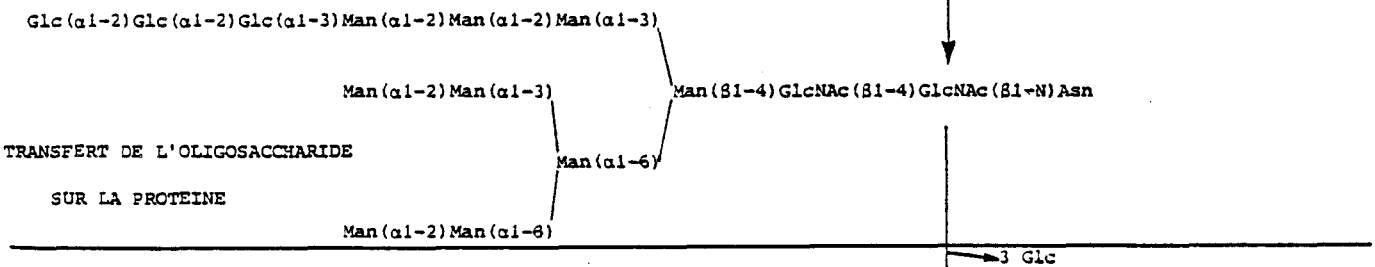 Glc(α1-2)Glc(α1-2)Glc(α1-3)Man(α1-2)Man(α1-2)Man(α1-3)
Man(α1-2)Man(α1-3)
Man(β1-4)GlcNAc(β1-4)GlcNAc(β1-N)Asn
TRANSFERT DE L'OLIGOSACCHARIDE
Man(α1-6)
SUR LA PROTEINE
Man(α1-2)Man(α1-6)
3 Glc